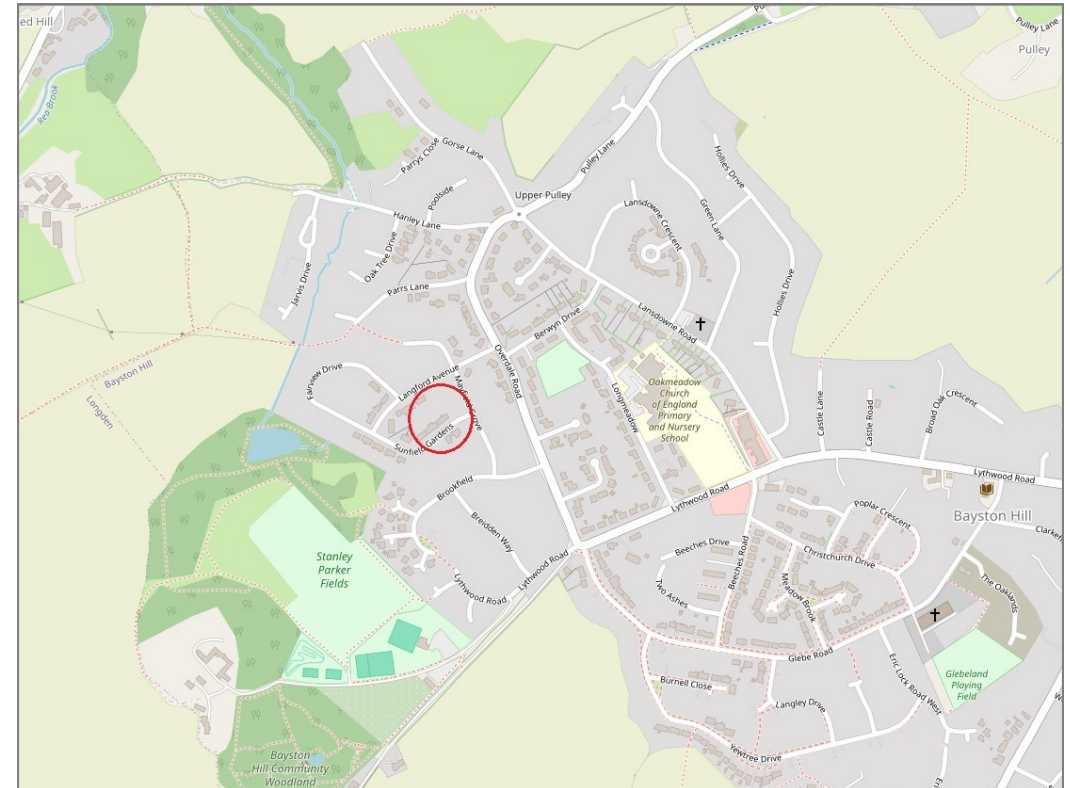 ed Hill
Rea Brook
Pulley Lane
Pulley
Parrys Close
Gorse Lane
Poolside
Upper Pulley
Pulley Lane
Hollies Drive
Hanley Lane
Lansdowne Crescent
Green Lane
Oak Tree Drive
Jarvis Drive
Parrs Lane
Hollies Drive
Bayston Hill
Longden
Berwyn Drive
Lansdowne Road
Overdale Road
Fairview Drive
Langford Avenue
Sunfield Gardens
Longmeadow
Oakmeadow
Church
of England
Primary
and Nursery
School
Castle Lane
Castle Road
Broad Oak Crescent
Brookfield
Lythwood Road
Lythwood Road
Bayston Hill
Breidden Way
Poplar Crescent
Stanley
Parker
Fields
Lythwood Road
Lythwood Road
Beeches Drive
Beeches Road
Christchurch Drive
Two Ashes
Meadow Brook
The Oaklands
Glebe Road
Eric Lock Road West
Burnell Close
Langley Drive
Glebeland
Playing
Field
Yewtree Drive
Bayston
Hill Community
Woodland